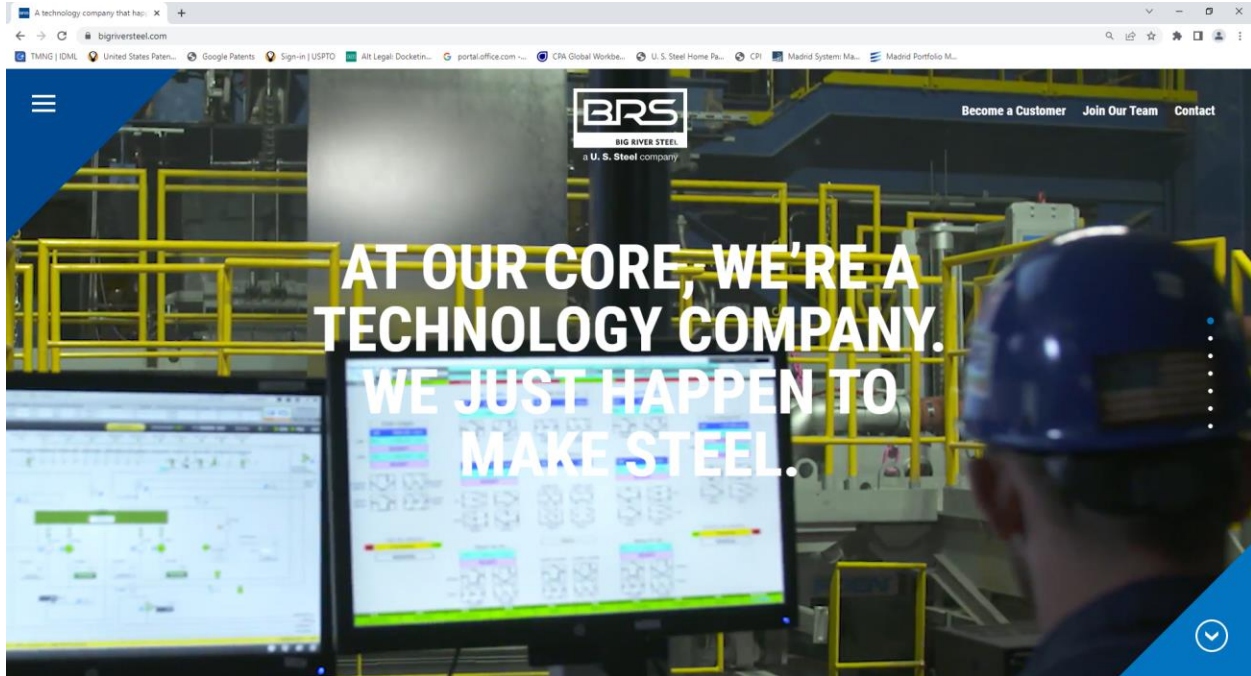 A technology company that hap
bigriversteel.com
TMNG | IDML
United States Paten...
Google Patents
Sign-in | USPTO
Alt Legal: Docketin...
portal.office.com -...
CPA Global Workbe...
U. S. Steel Home Pa...
CPI
Madrid System: Ma...
Madrid Portfolio M...
BRS
BIG RIVER STEEL
a U. S. Steel company
Become a Customer
Join Our Team
Contact
AT OUR CORE, WE'RE A
TECHNOLOGY COMPANY.
WE JUST HAPPEN TO
MAKE STEEL.